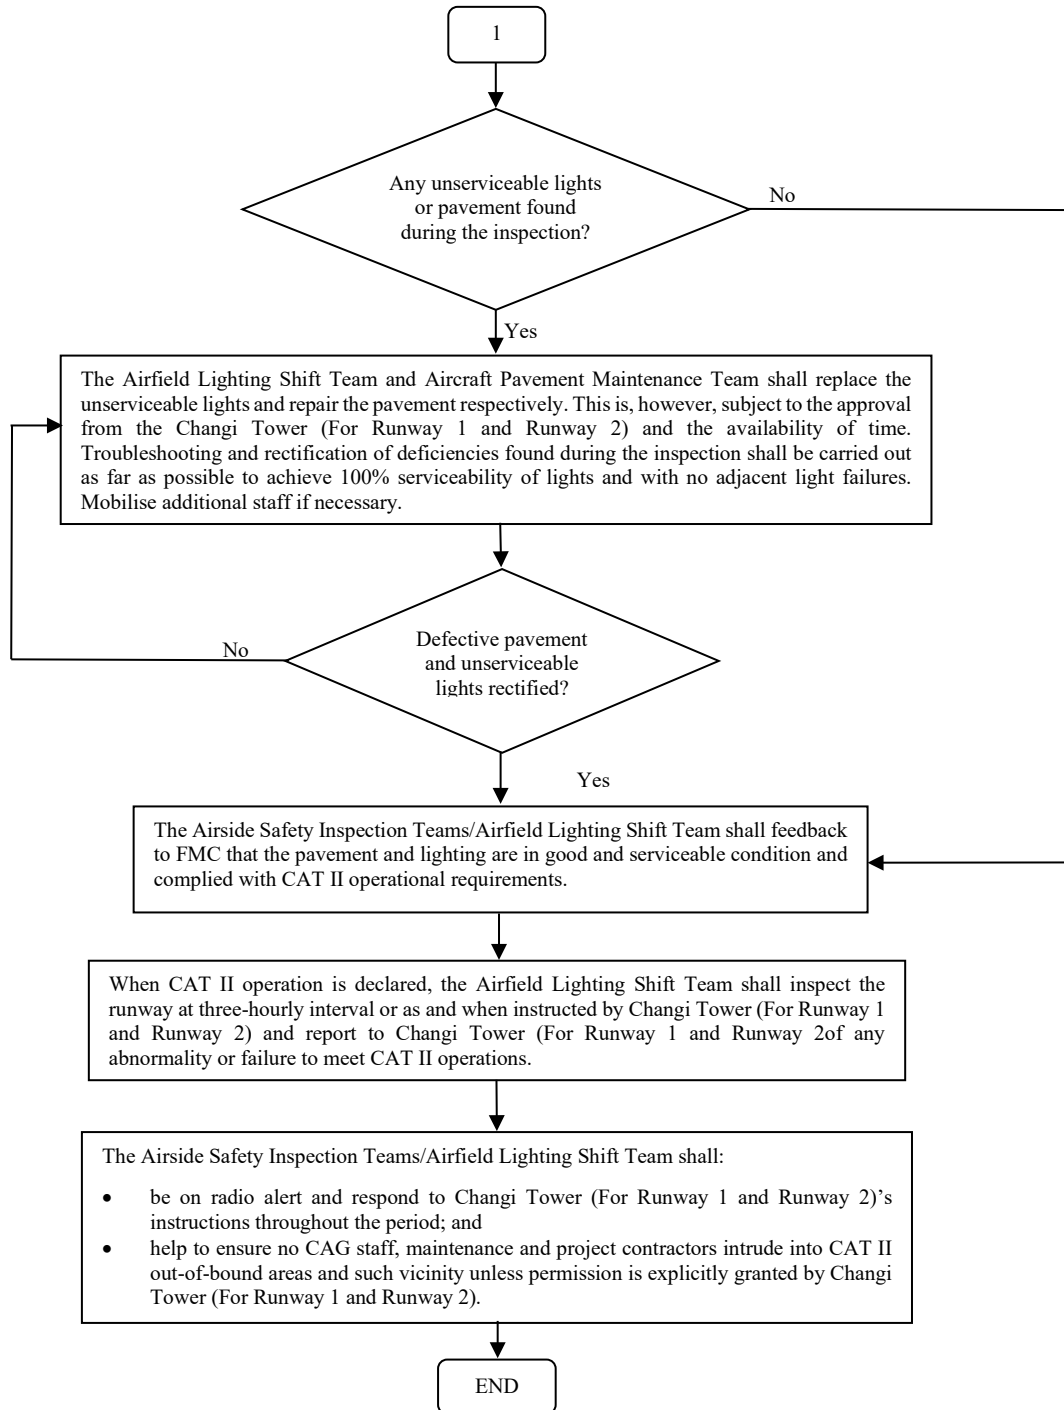 1
Any unserviceable lights
or pavement found
during the inspection?
No
Yes
The Airfield Lighting Shift Team and Aircraft Pavement Maintenance Team shall replace the
unserviceable lights and repair the pavement respectively. This is, however, subject to the approval
from the Changi Tower (For Runway 1 and Runway 2) and the availability of time.
Troubleshooting and rectification of deficiencies found during the inspection shall be carried out
as far as possible to achieve 100% serviceability of lights and with no adjacent light failures.
Mobilise additional staff if necessary.
No
Defective pavement
and unserviceable
lights rectified?
Yes
The Airside Safety Inspection Teams/Airfield Lighting Shift Team shall feedback
to FMC that the pavement and lighting are in good and serviceable condition and
complied with CAT II operational requirements.
When CAT II operation is declared, the Airfield Lighting Shift Team shall inspect the
runway at three-hourly interval or as and when instructed by Changi Tower (For Runway 1
and Runway 2) and report to Changi Tower (For Runway 1 and Runway 2of any
abnormality or failure to meet CAT II operations.
The Airside Safety Inspection Teams/Airfield Lighting Shift Team shall:
• be on radio alert and respond to Changi Tower (For Runway 1 and Runway 2)'s
instructions throughout the period; and
• help to ensure no CAG staff, maintenance and project contractors intrude into CAT II
out-of-bound areas and such vicinity unless permission is explicitly granted by Changi
Tower (For Runway 1 and Runway 2).
END